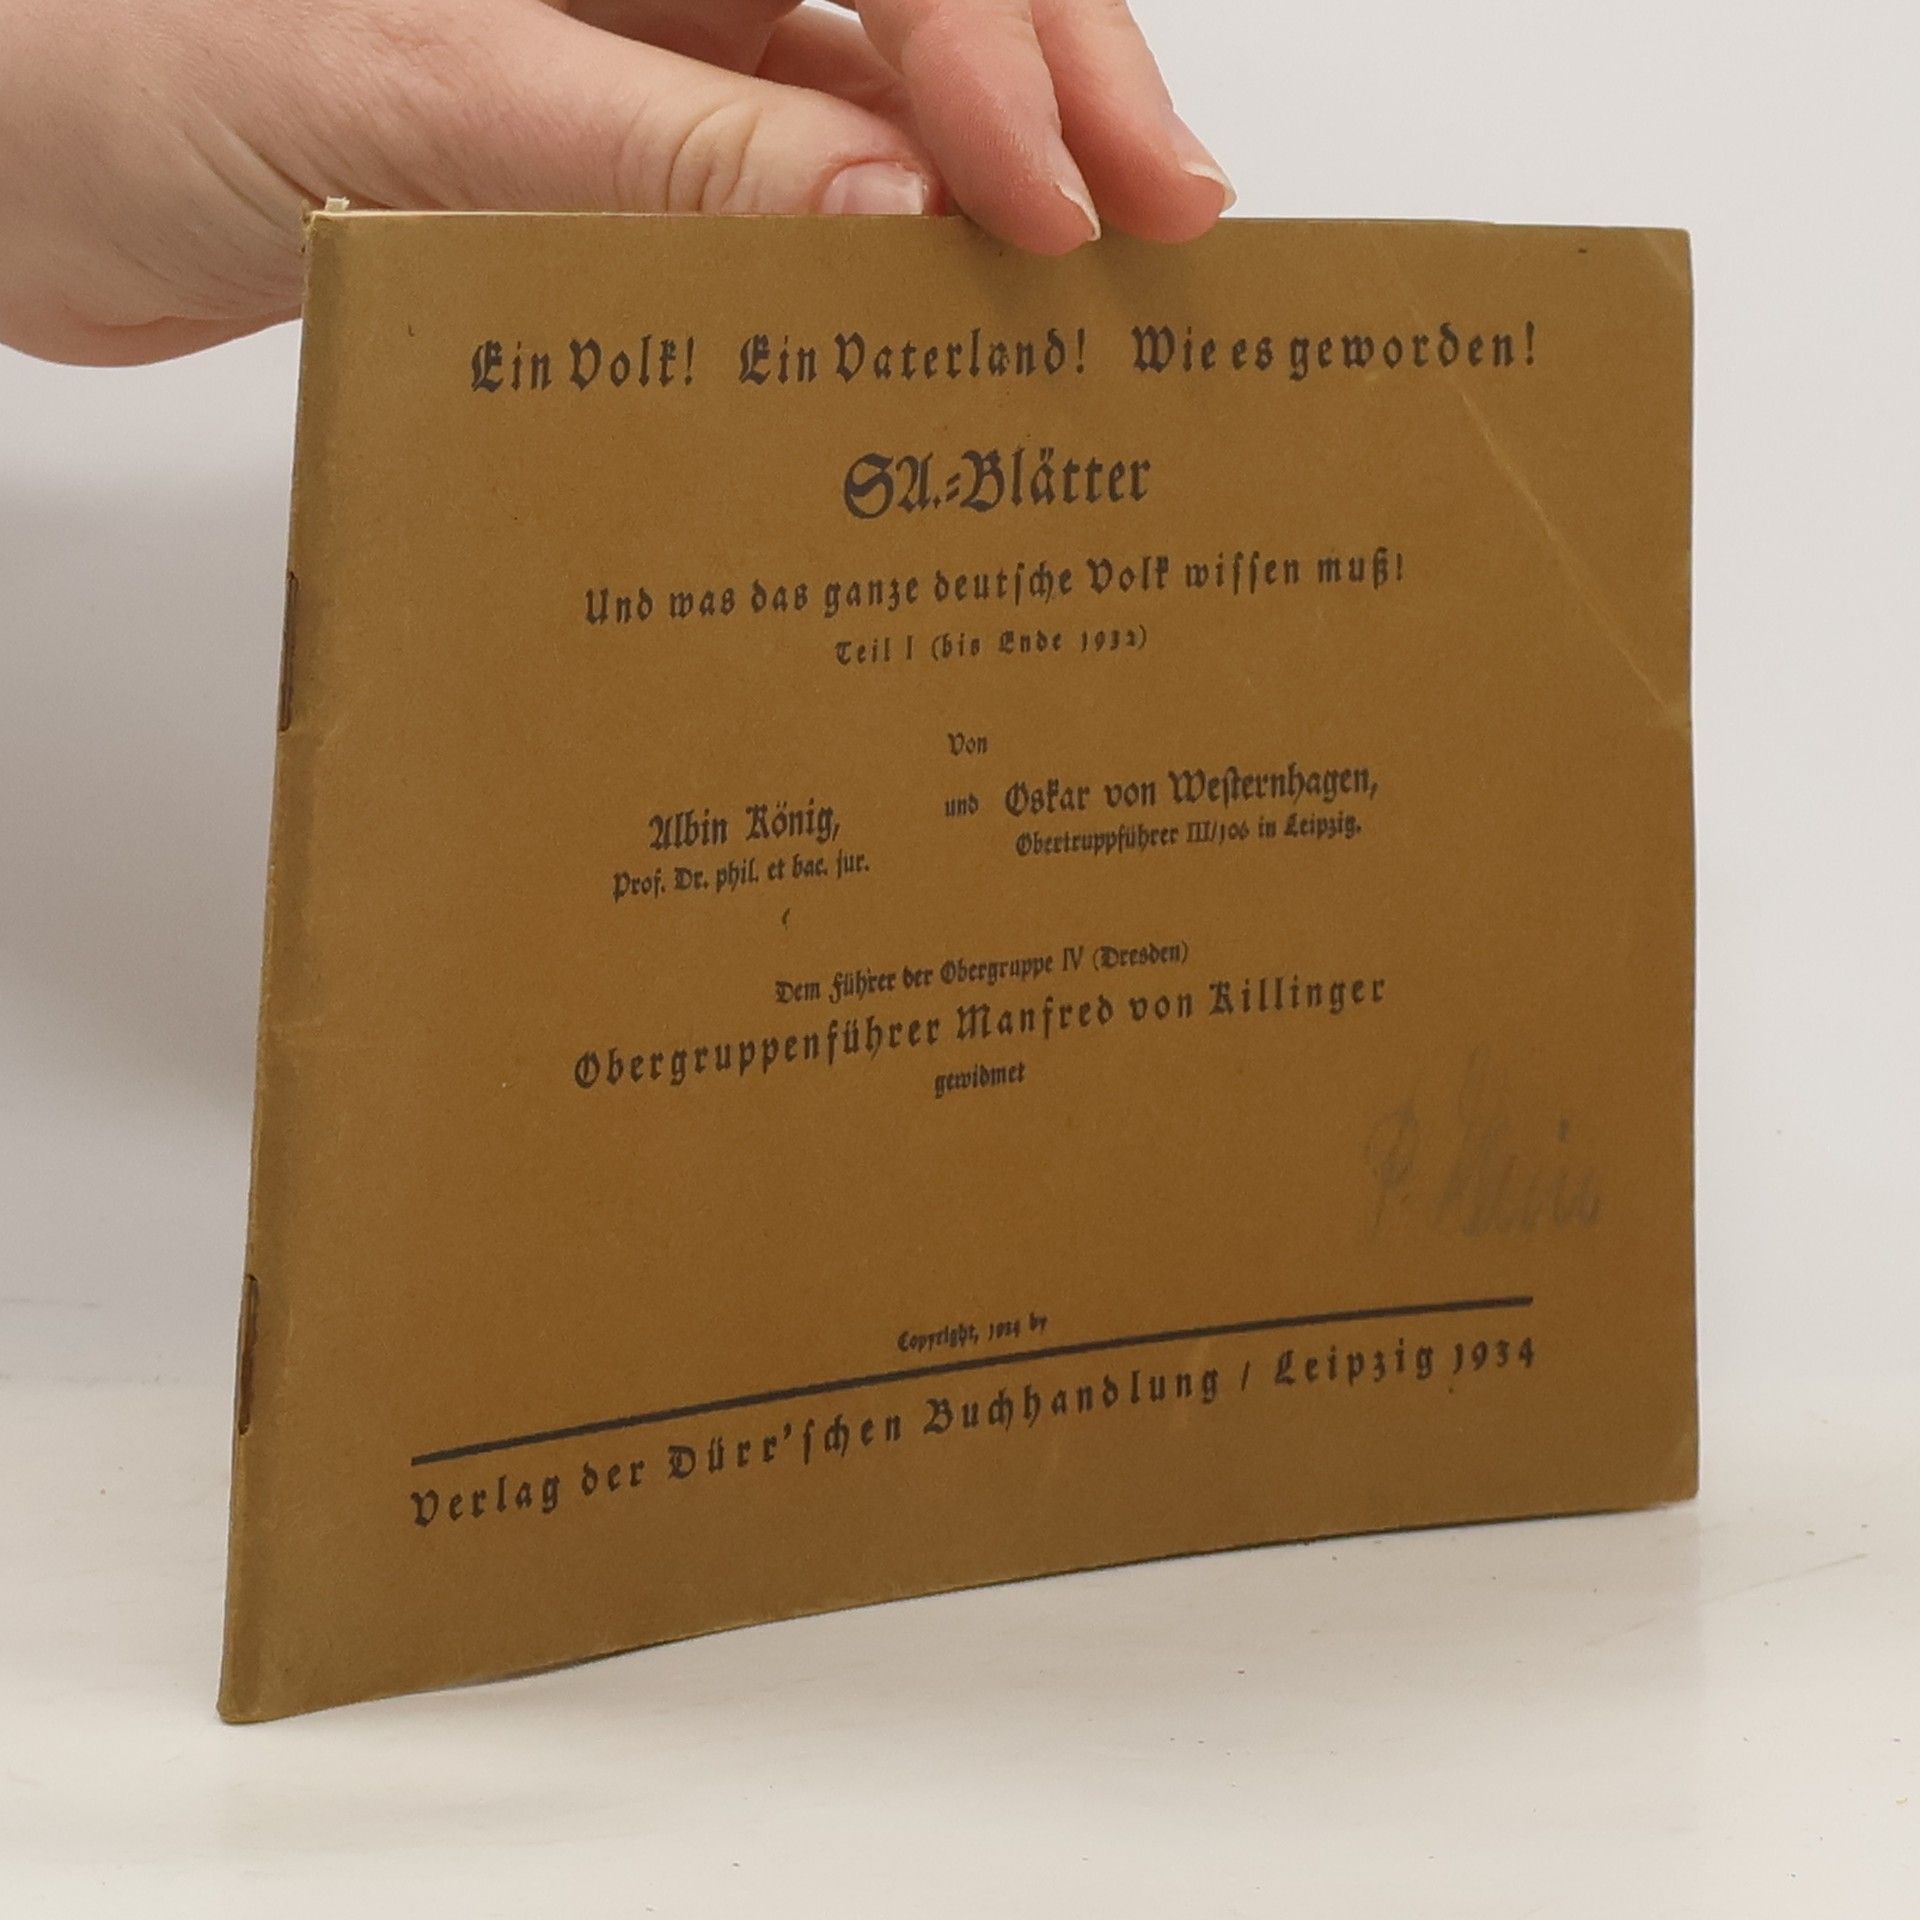 Ein Volk! Ein Vaterland! Wie es geworden!
SA.-Blätter
Und was das ganze deutſche Volk wiſſen muß!
Teil I (bis Ende 1932)
Von
Albin König,
Prof. Dr. phil. et bac. jur.
und
Oskar von Weſternhagen,
Obertruppführer III/106 in Leipzig.
Dem Führer der Obergruppe IV (Dresden)
Obergruppenführer Manfred von Killinger
gewidmet
Copyright, 1934 by
Verlag der Dürr'ſchen Buchhandlung / Leipzig 1934